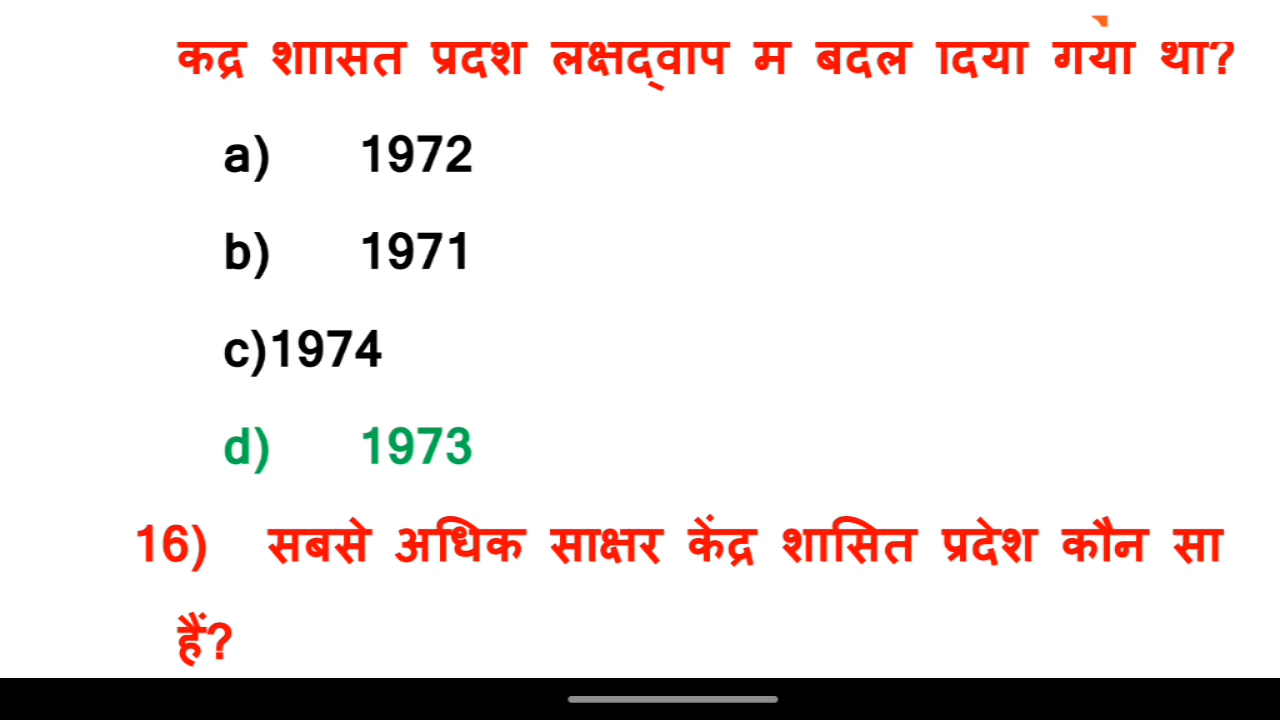 केंद्र शासित प्रदेश लक्षद्वीप में बदल दिया गया था?
a) 1972
b) 1971
c)1974
d) 1973
16) सबसे अधिक साक्षर केंद्र शासित प्रदेश कौन सा
हैं?